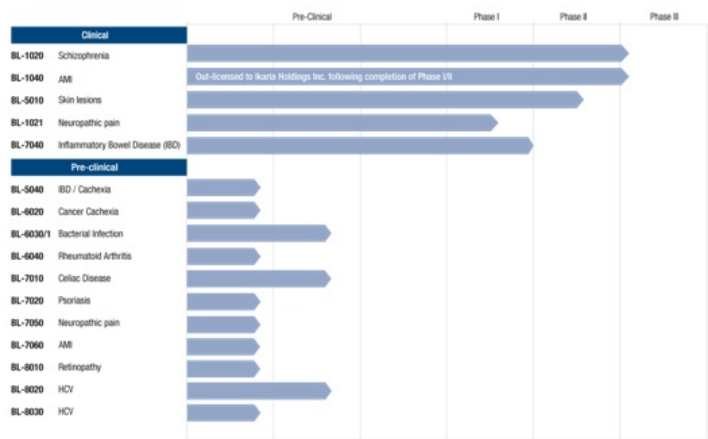 Pre-Clinical Phase I Phase II Phase III
Clinical
BL-1020 Schizophrenia
BL-1040 AMI Out-licensed to Ikaria Holdings Inc. following completion of Phase I/II
BL-5010 Skin lesions
BL-1021 Neuropathic pain
BL-7040 Inflammatory Bowel Disease (IBD)
Pre-clinical
BL-5040 IBD / Cachexia
BL-6020 Cancer Cachexia
BL-6030/1 Bacterial Infection
BL-6040 Rheumatoid Arthritis
BL-7010 Celiac Disease
BL-7020 Psoriasis
BL-7050 Neuropathic pain
BL-7060 AMI
BL-8010 Retinopathy
BL-8020 HCV
BL-8030 HCV